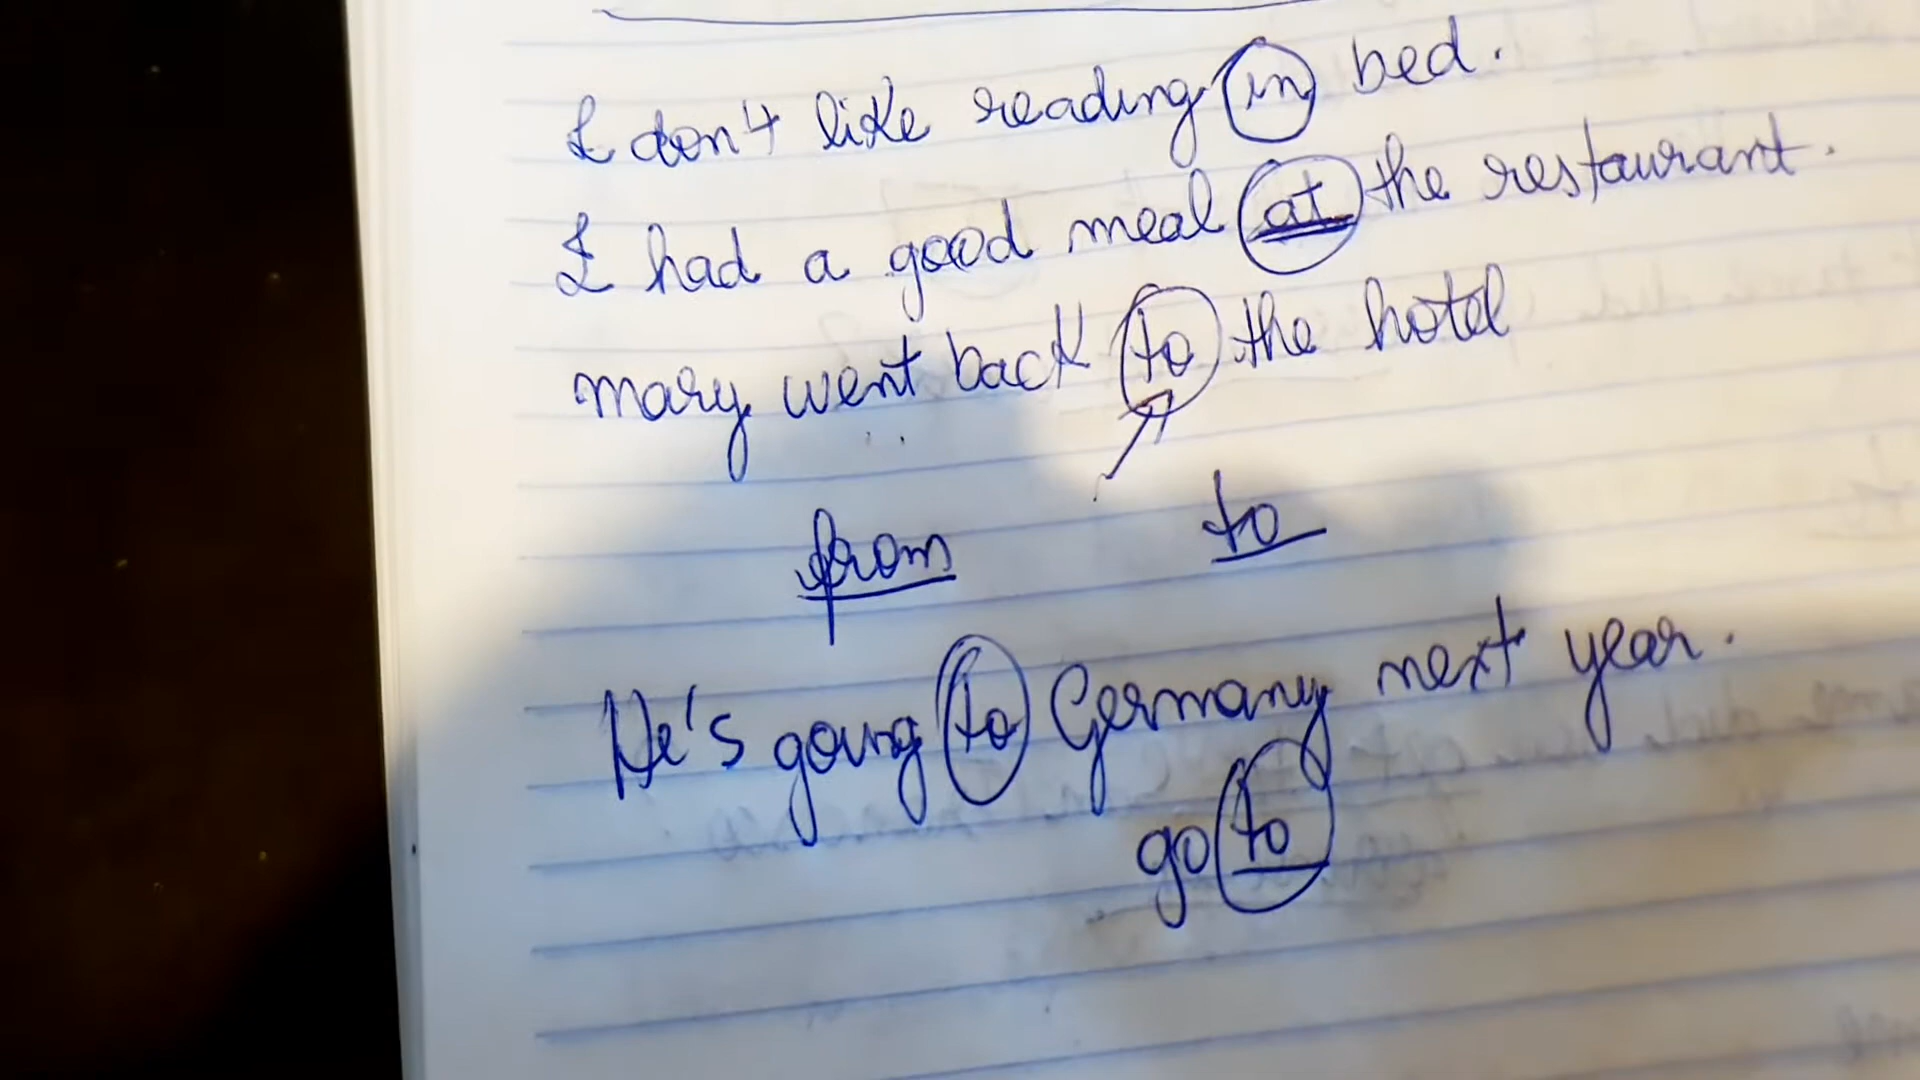 I don't like reading in bed.
I had a good meal at the restaurant.
mary went back to the hotel
from to
He's going to Germany next year.
go to